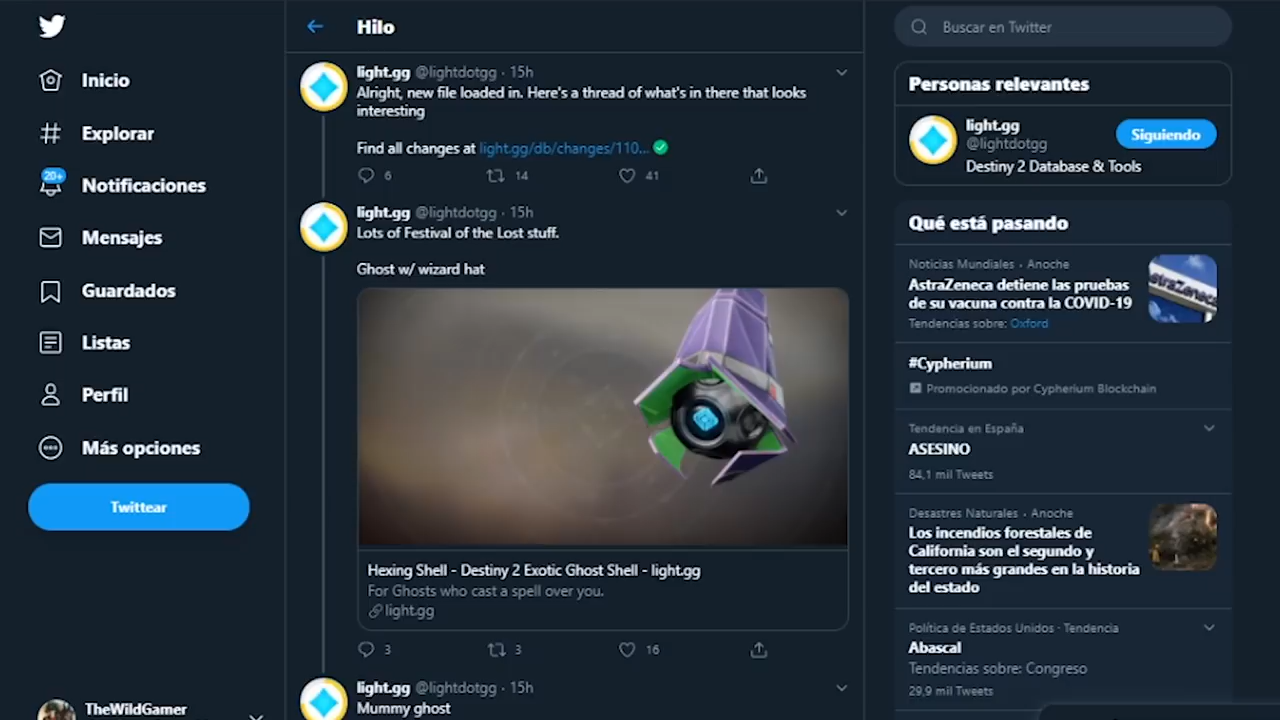 Inicio
Explorar
20+
Notificaciones
Mensajes
Guardados
Listas
Perfil
Más opciones
Twittear
TheWildGamer
Hilo
light.gg @lightdotgg · 15h
Alright, new file loaded in. Here's a thread of what's in there that looks
interesting
Find all changes at light.gg/db/changes/110...
6 14 41
light.gg @lightdotgg · 15h
Lots of Festival of the Lost stuff.
Ghost w/ wizard hat
Hexing Shell - Destiny 2 Exotic Ghost Shell - light.gg
For Ghosts who cast a spell over you.
light.gg
3 3 16
light.gg @lightdotgg · 15h
Mummy ghost
Buscar en Twitter
Personas relevantes
light.gg
@lightdotgg
Siguiendo
Destiny 2 Database & Tools
Qué está pasando
Noticias Mundiales · Anoche
AstraZeneca detiene las pruebas
de su vacuna contra la COVID-19
Tendencias sobre: Oxford
straZeneca
#Cypherium
Promocionado por Cypherium Blockchain
Tendencia en España
ASESINO
84,1 mil Tweets
Desastres Naturales · Anoche
Los incendios forestales de
California son el segundo y
tercero más grandes en la historia
del estado
Política de Estados Unidos · Tendencia
Abascal
Tendencias sobre: Congreso
29,9 mil Tweets